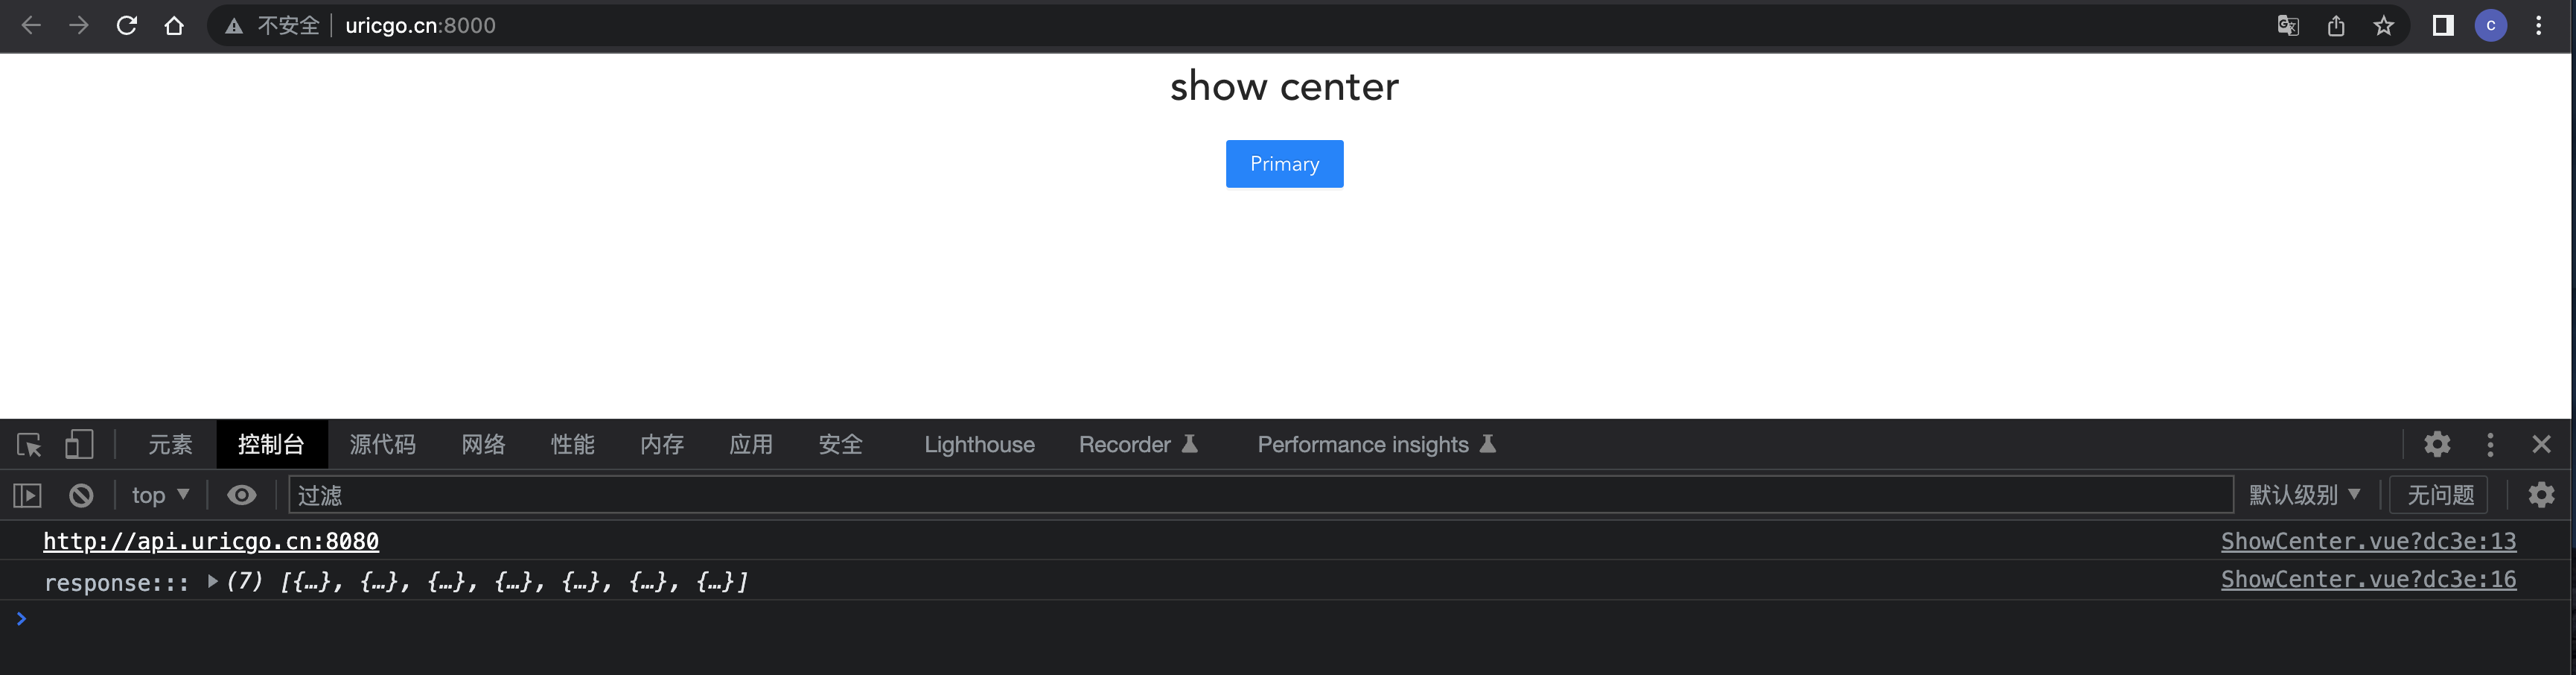 不安全 uricgo.cn:8000 C
show center
Primary
元素 控制台 源代码 网络 性能 内存 应用 安全 Lighthouse Recorder Performance insights
top 过滤 默认级别 无问题
http://api.uricgo.cn:8080 ShowCenter.vue?dc3e:13
response::: (7) [{…}, {…}, {…}, {…}, {…}, {…}, {…}] ShowCenter.vue?dc3e:16